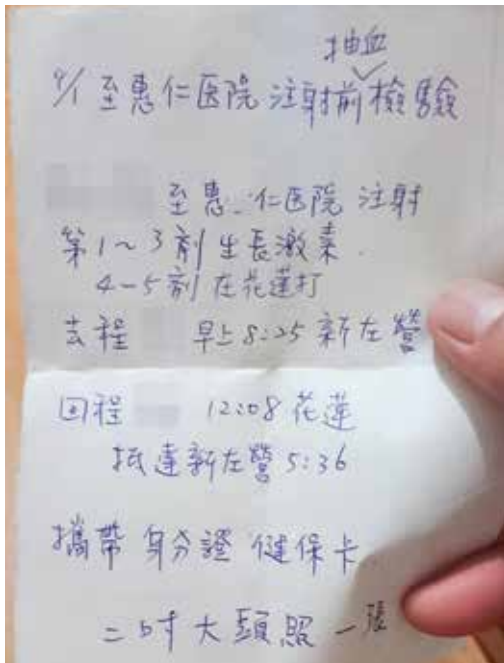 4/1 至惠仁医院 注射前抽血檢驗
至惠仁医院 注射
第1~3劑生長激素.
4-5劑 在花蓮打
去程 早上8:25 新左營
回程 12:08 花蓮
抵達新左營 5:36
攜帶 身分證 健保卡
二吋大頭照一張